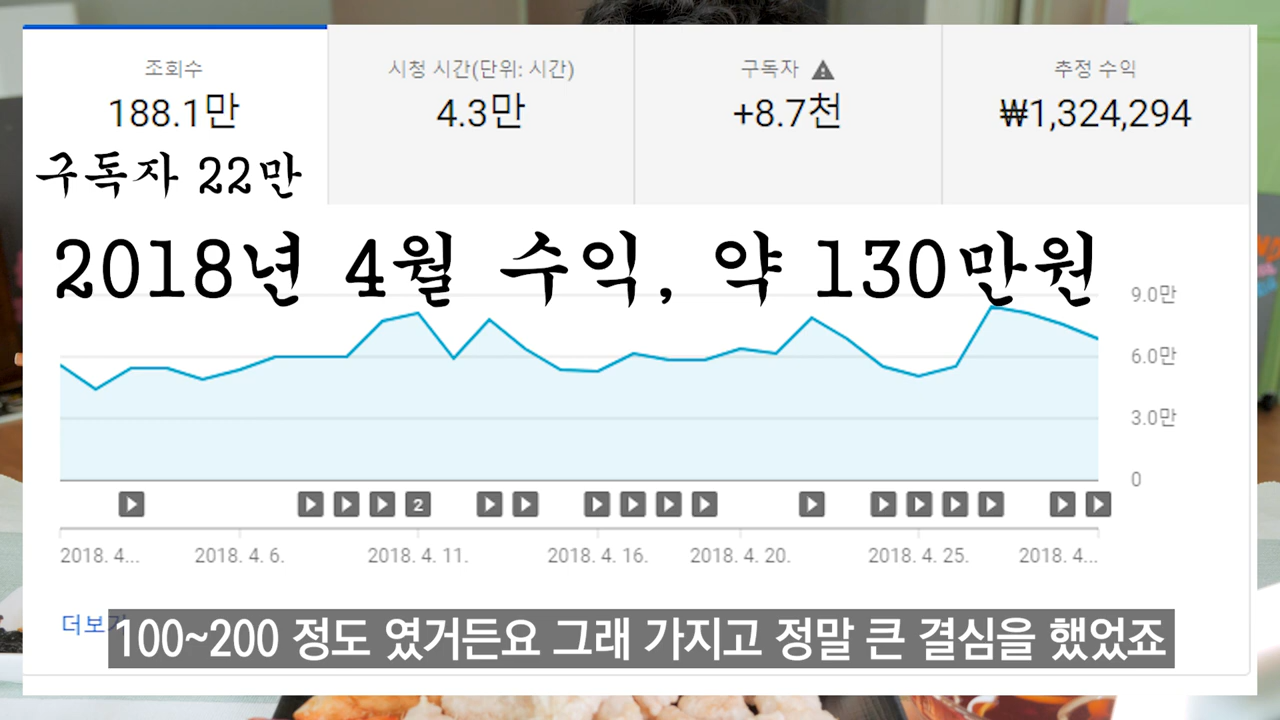 조회수
188.1만
시청 시간(단위: 시간)
4.3만
구독자
+8.7천
추정 수익
₩1,324,294
구독자 22만
2018년 4월 수익, 약 130만원
9.0만
6.0만
3.0만
0
2
2018. 4...
2018. 4. 6.
2018. 4. 11.
2018. 4. 16.
2018. 4. 20.
2018. 4. 25.
2018. 4...
더보기
100~200 정도 였거든요 그래 가지고 정말 큰 결심을 했었죠